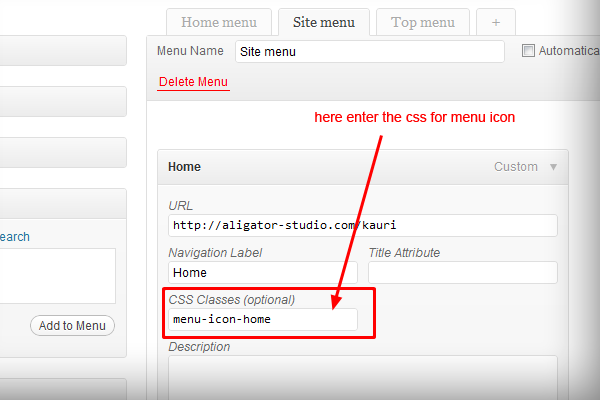 Home menu Site menu Top menu +
Menu Name Site menu Automatica
Delete Menu
here enter the css for menu icon
Home Custom
URL
http://aligator-studio.com/kauri
earch
Navigation Label Title Attribute
Home
CSS Classes (optional)
menu-icon-home
Add to Menu
Description